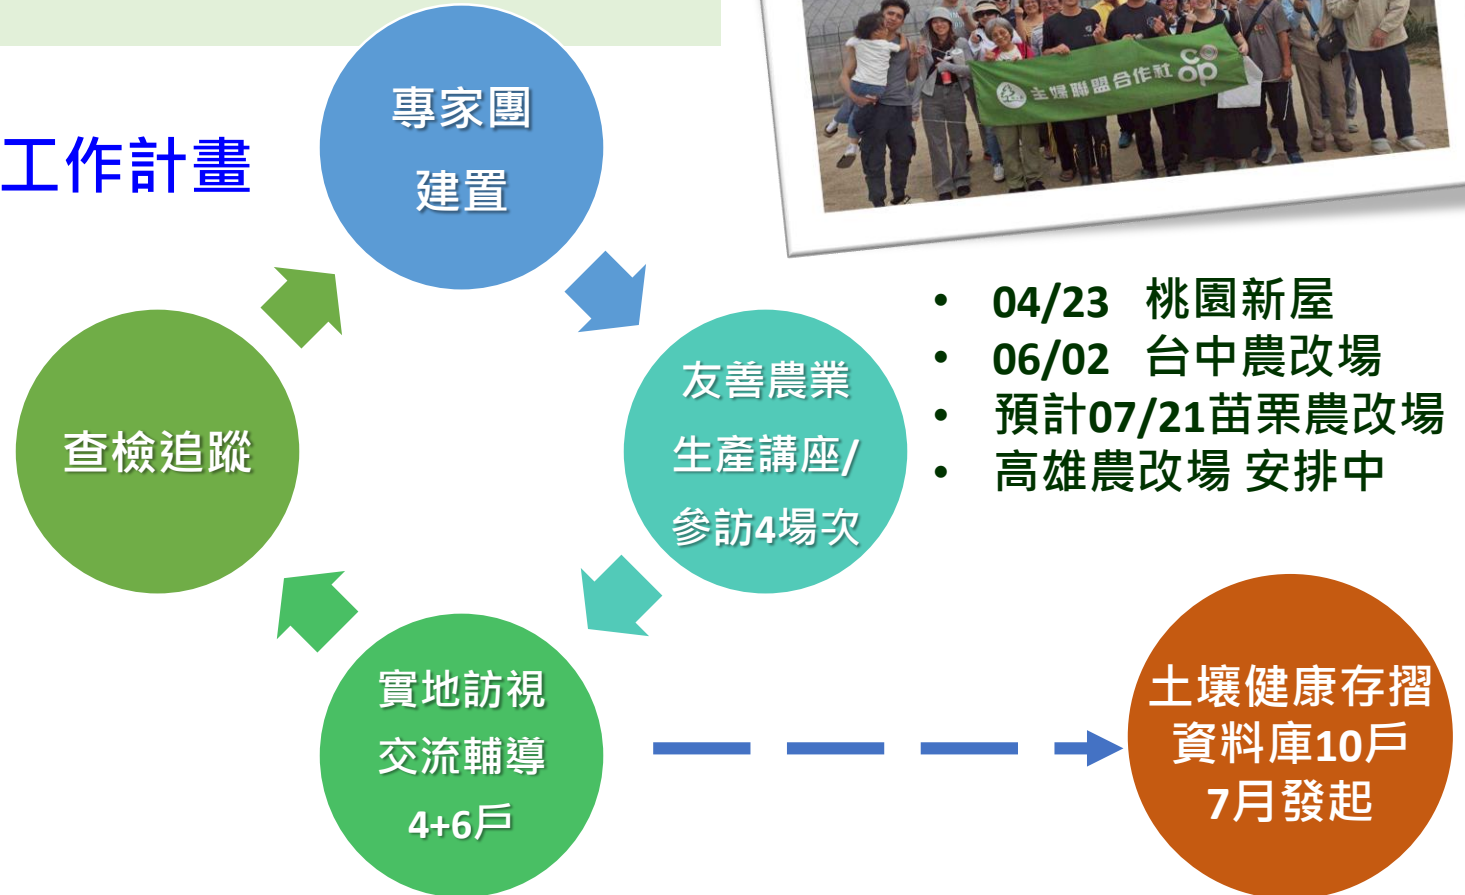 主婦聯盟合作社
CO
OP
工作計畫
專家團
建置
友善農業
生產講座/
參訪4場次
實地訪視
交流輔導
4+6戶
查檢追蹤
• 04/23 桃園新屋
• 06/02 台中農改場
• 預計07/21苗栗農改場
• 高雄農改場 安排中
土壤健康存摺
資料庫10戶
7月發起